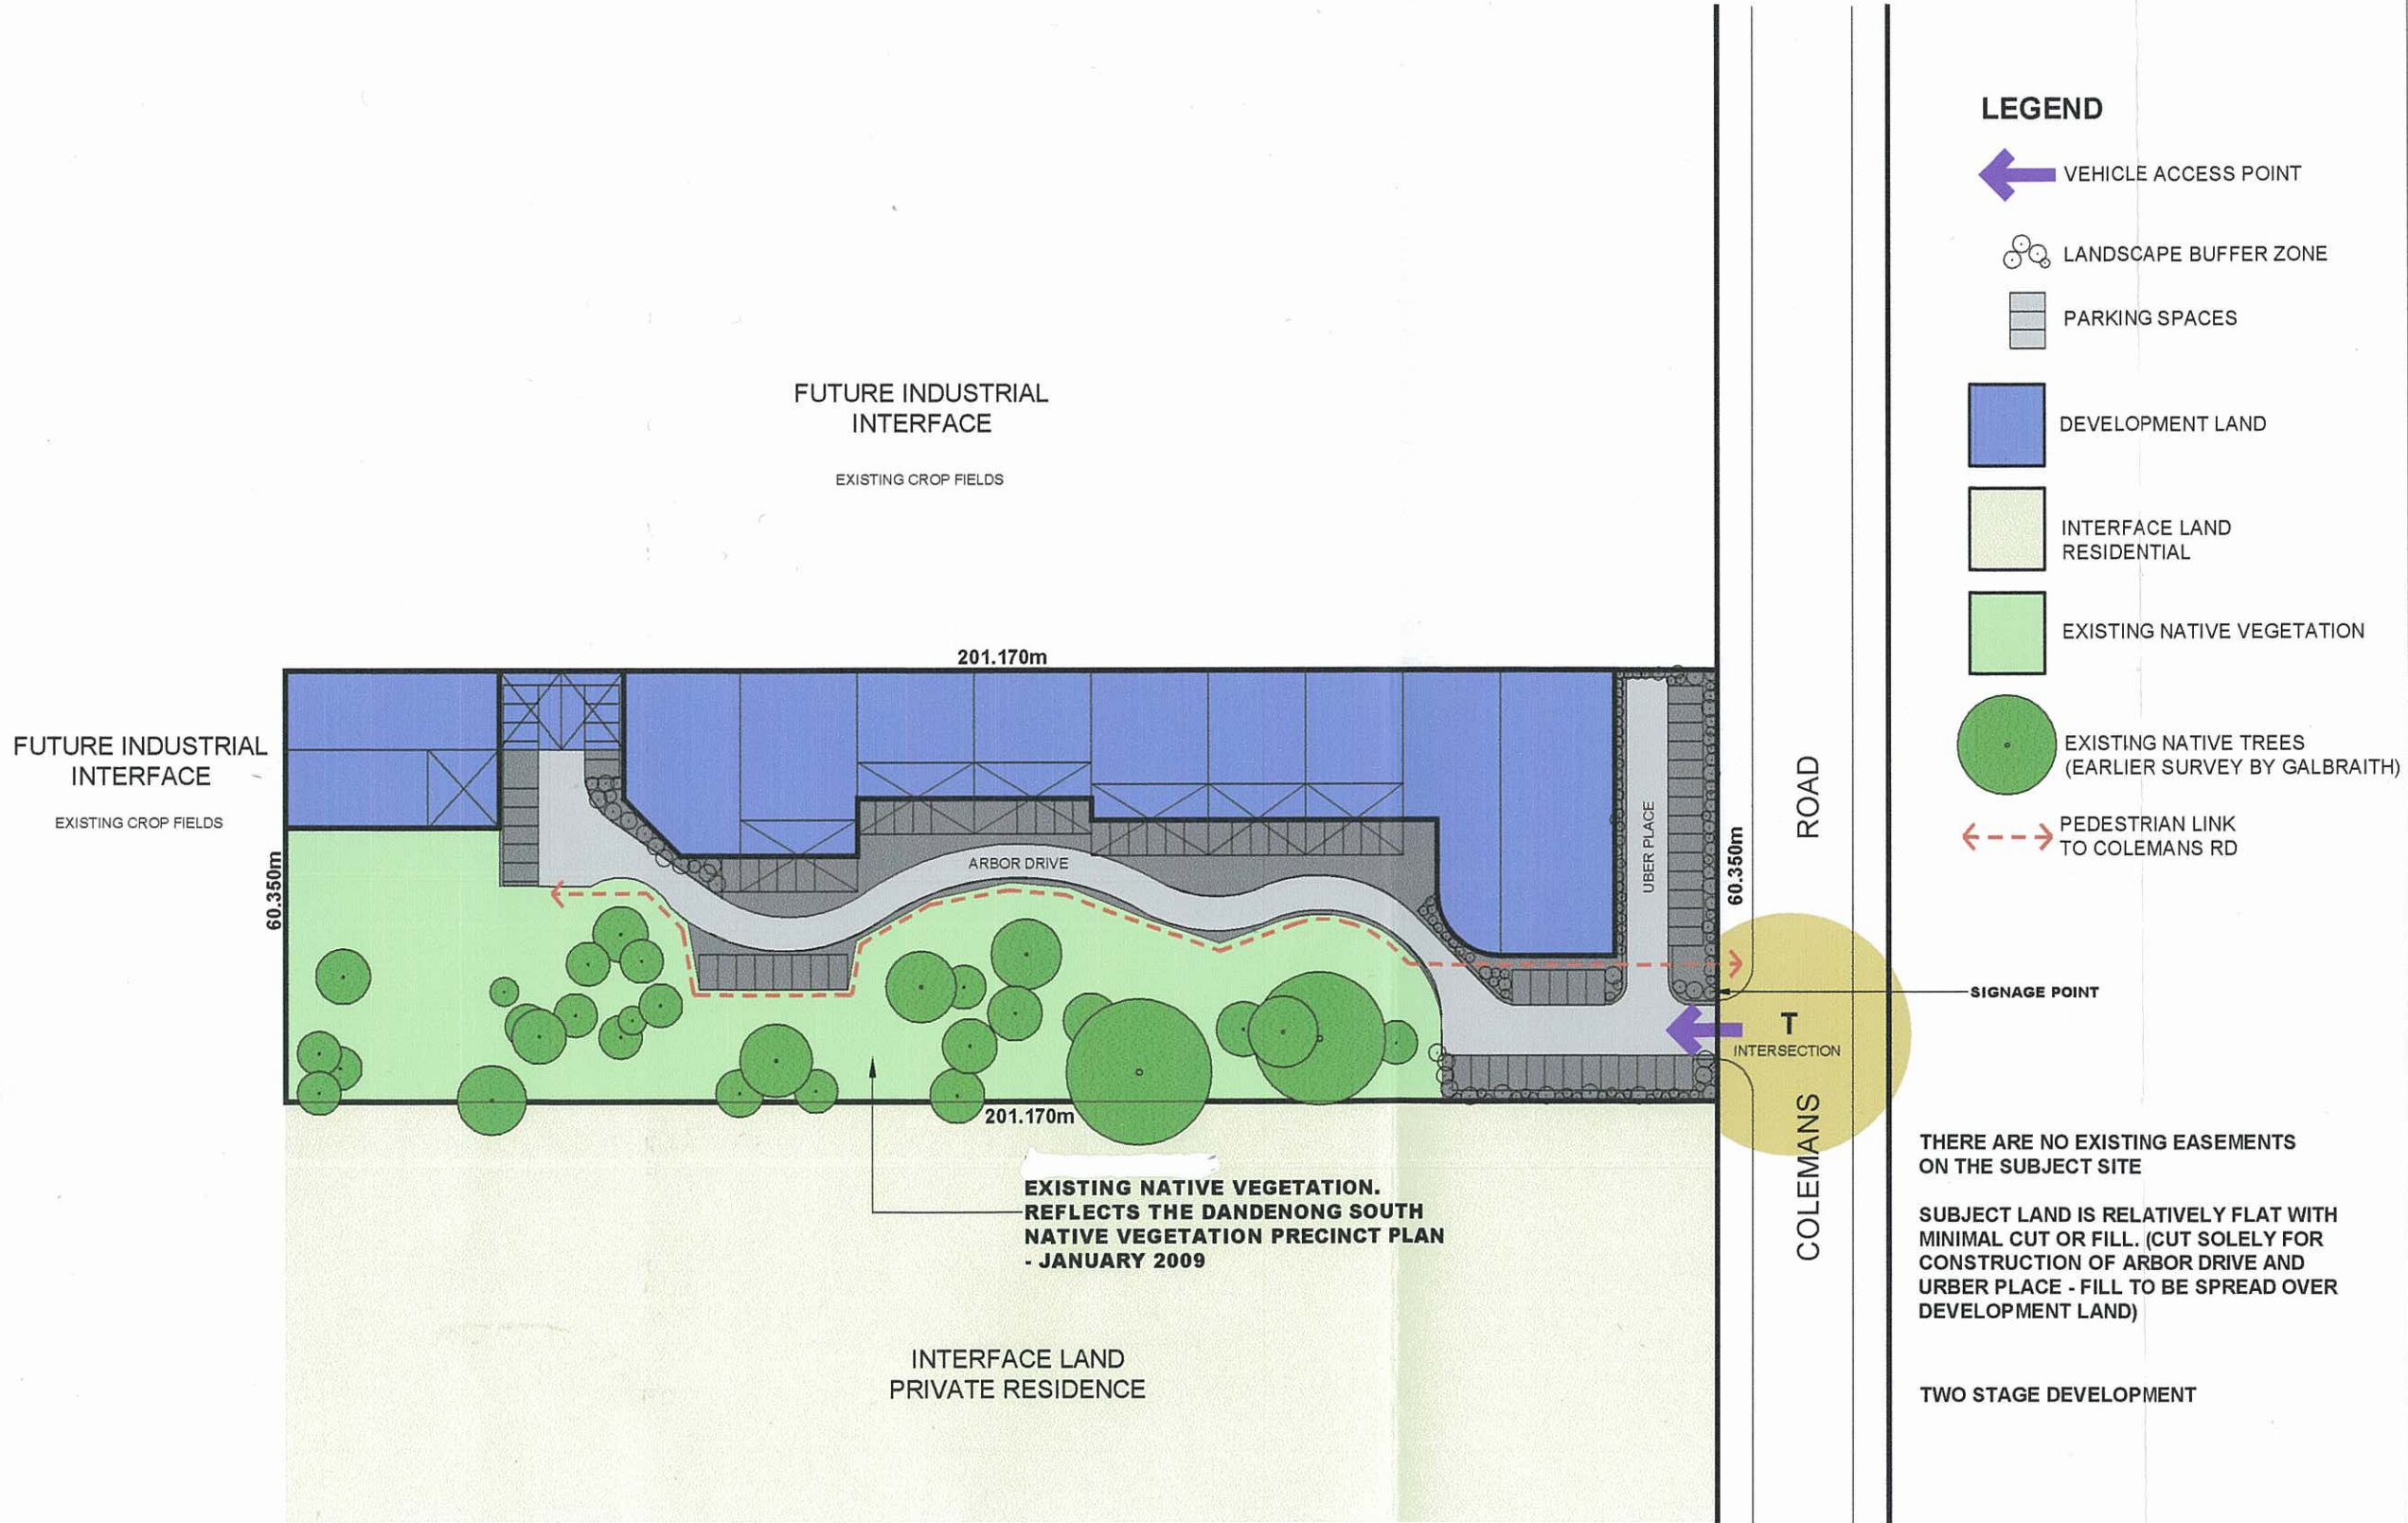 LEGEND
VEHICLE ACCESS POINT
LANDSCAPE BUFFER ZONE
PARKING SPACES
DEVELOPMENT LAND
INTERFACE LAND
RESIDENTIAL
EXISTING NATIVE VEGETATION
EXISTING NATIVE TREES
(EARLIER SURVEY BY GALBRAITH)
PEDESTRIAN LINK
TO COLEMANS RD
FUTURE INDUSTRIAL
INTERFACE
EXISTING CROP FIELDS
201.170m
FUTURE INDUSTRIAL
INTERFACE
EXISTING CROP FIELDS
60.350m
ARBOR DRIVE
UBER PLACE
60.350m
COLEMANS ROAD
SIGNAGE POINT
T
INTERSECTION
201.170m
EXISTING NATIVE VEGETATION.
REFLECTS THE DANDENONG SOUTH
NATIVE VEGETATION PRECINCT PLAN
- JANUARY 2009
INTERFACE LAND
PRIVATE RESIDENCE
THERE ARE NO EXISTING EASEMENTS
ON THE SUBJECT SITE
SUBJECT LAND IS RELATIVELY FLAT WITH
MINIMAL CUT OR FILL. (CUT SOLELY FOR
CONSTRUCTION OF ARBOR DRIVE AND
URBER PLACE - FILL TO BE SPREAD OVER
DEVELOPMENT LAND)
TWO STAGE DEVELOPMENT